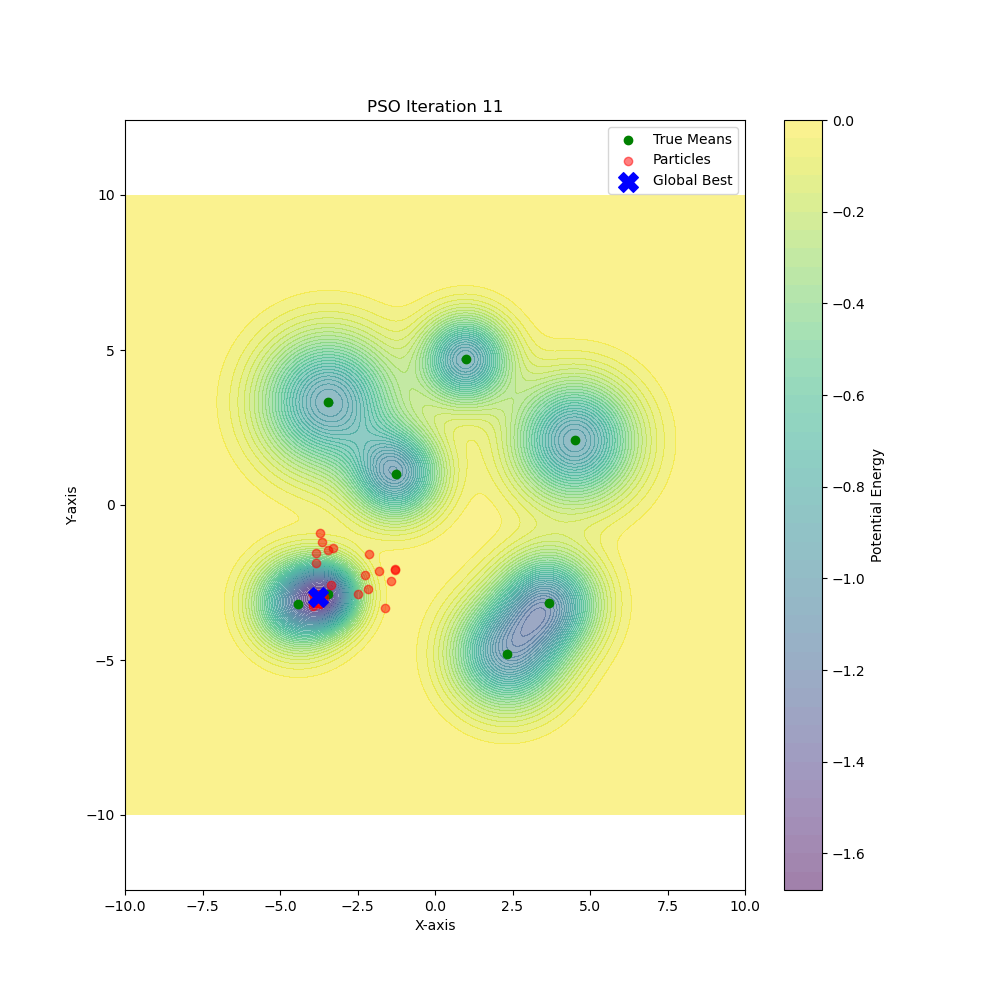 PSO Iteration 11
True Means
Particles
Global Best
10
5
0
−5
−10
Y-axis
−10.0 −7.5 −5.0 −2.5 0.0 2.5 5.0 7.5 10.0
X-axis
0.0
−0.2
−0.4
−0.6
−0.8
−1.0
−1.2
−1.4
−1.6
Potential Energy